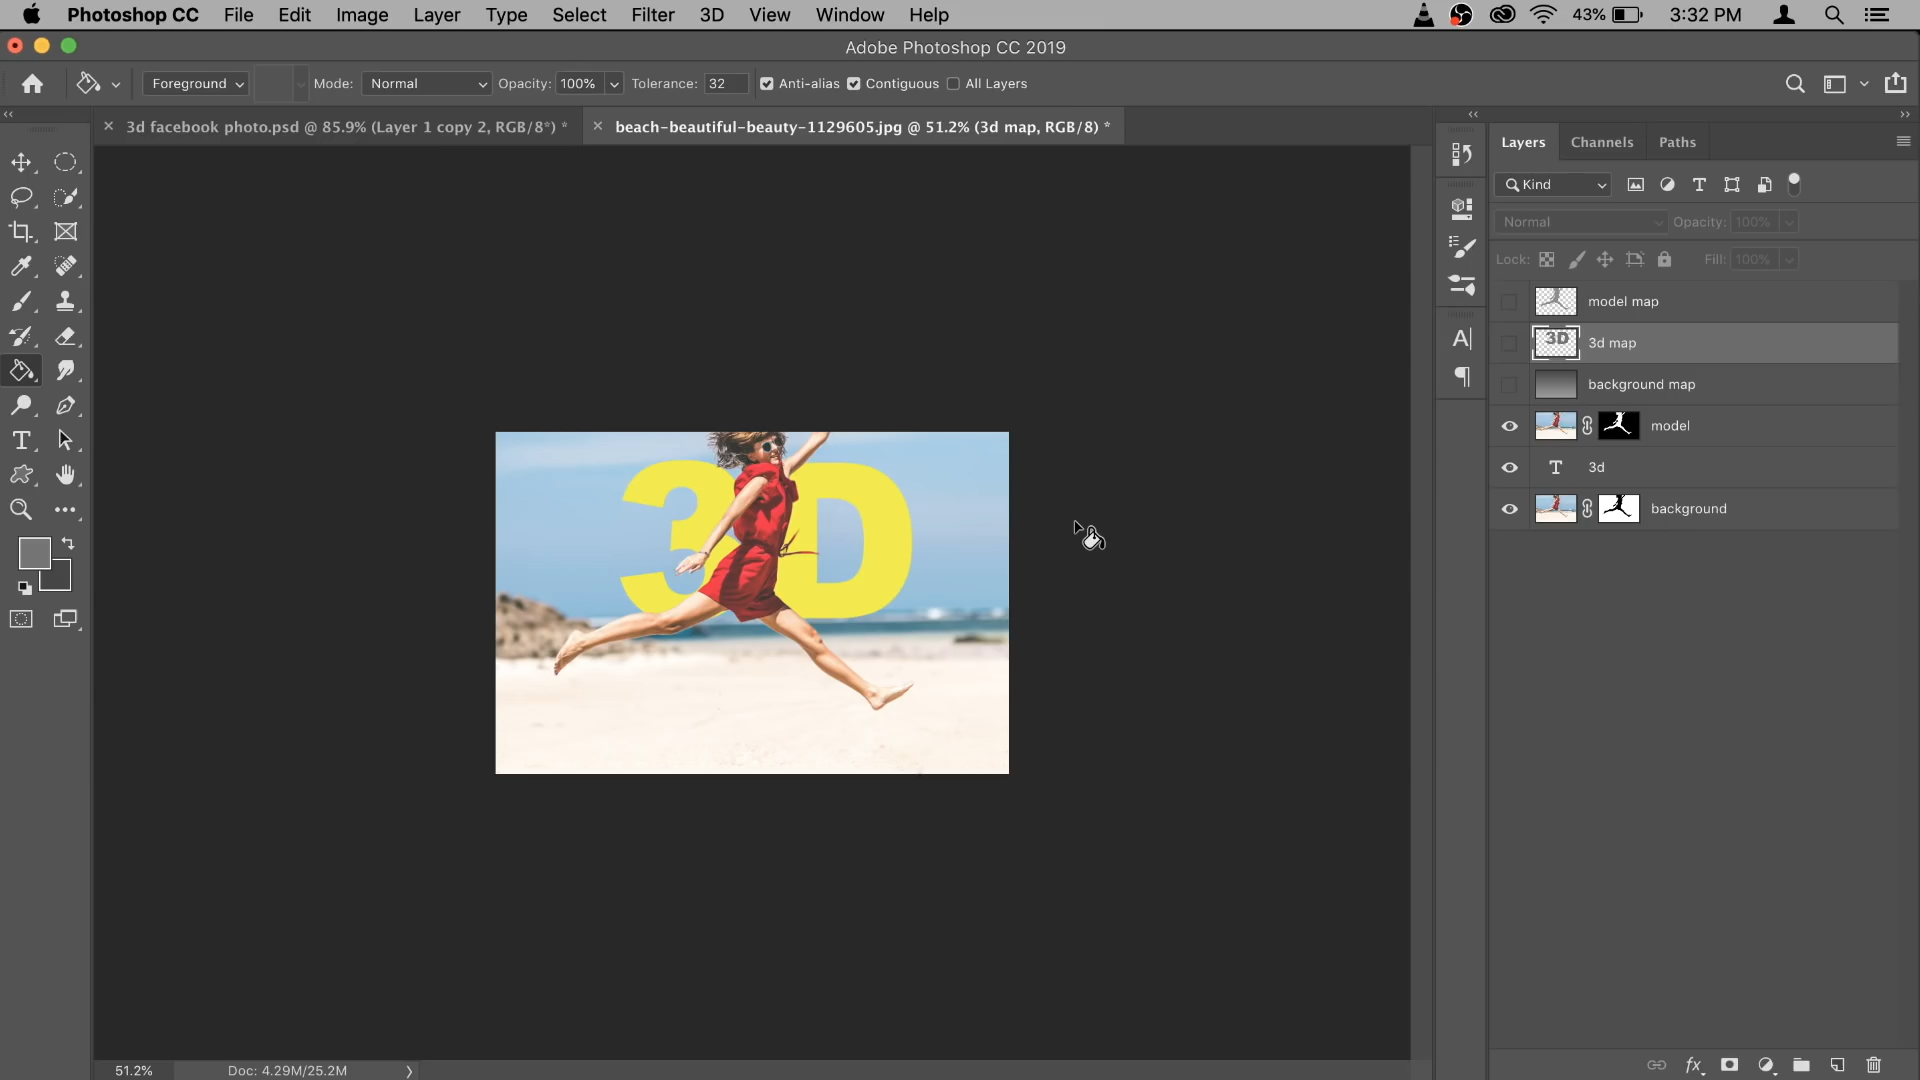 Photoshop CC File Edit Image Layer Type Select Filter 3D View Window Help 43% 3:32 PM
Adobe Photoshop CC 2019
Foreground Mode: Normal Opacity: 100% Tolerance: 32 Anti-alias Contiguous All Layers
3d facebook photo.psd @ 85.9% (Layer 1 copy 2, RGB/8*) * beach-beautiful-beauty-1129605.jpg @ 51.2% (3d map, RGB/8) *
Layers Channels Paths
Kind
Normal Opacity: 100%
Lock: Fill: 100%
model map
3d map
background map
model
3d
background
3D
51.2% Doc: 4.29M/25.2M